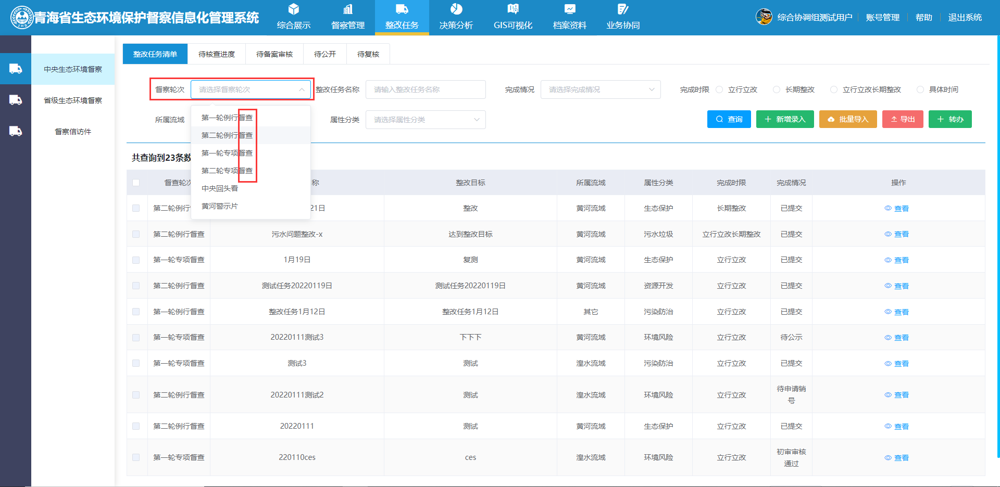 青海省生态环境保护督察信息化管理系统
综合展示 督察管理 整改任务 决策分析 GIS可视化 档案资料 业务协同
综合协调组测试用户 账号管理 帮助 退出系统
中央生态环境督察
省级生态环境督察
督察信访件
整改任务清单 待核查进度 待备案审核 待公开 待复核
督察轮次 请选择督察轮次 整改任务名称 请输入整改任务名称 完成情况 请选择完成情况 完成时限 立行立改 长期整改 立行立改长期整改 具体时间
所属流域 属性分类 请选择属性分类 查询 新增录入 批量导入 导出 转办
第一轮例行督查
第二轮例行督查
第一轮专项督查
第二轮专项督查
中央回头看
黄河警示片
共查询到23条数
督查轮次 称 整改目标 所属流域 属性分类 完成时限 完成情况 操作
第二轮例行 21日 整改 黄河流域 生态保护 长期整改 已提交 查看
第二轮例行督查 污水问题整改-x 达到整改目标 黄河流域 污水垃圾 立行立改长期整改 已提交 查看
第一轮专项督查 1月19日 复测 黄河流域 生态保护 立行立改 已提交 查看
第二轮例行督查 测试任务20220119日 测试任务20220119日 黄河流域 资源开发 立行立改 已提交 查看
第一轮例行督查 整改任务1月12日 整改任务1月12日 其它 污染防治 立行立改 已提交 查看
第一轮专项督查 20220111测试3 下下下 黄河流域 环境风险 立行立改 待公示 查看
第一轮专项督查 测试3 测试 湟水流域 污染防治 立行立改 已提交 查看
第二轮例行督查 20220111测试2 测试 湟水流域 环境风险 立行立改 待申请销号 查看
第二轮例行督查 20220111 测试 黄河流域 生态保护 立行立改 已提交 查看
第一轮专项督查 220110ces ces 湟水流域 环境风险 立行立改 初审审核通过 查看